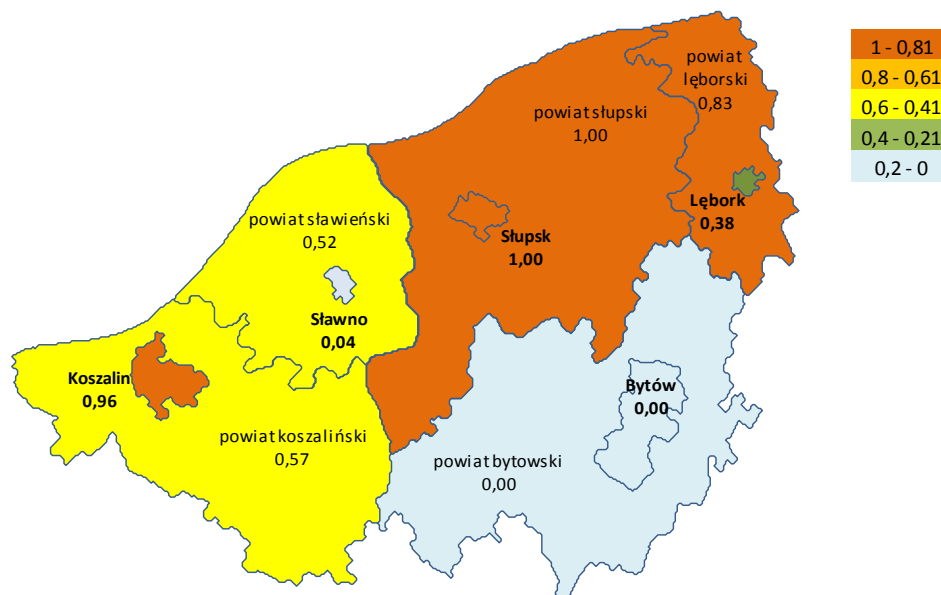 1 - 0,81
0,8 - 0,61
0,6 - 0,41
0,4 - 0,21
0,2 - 0
powiat
lęborski
0,83
powiat słupski
1,00
Lębork
0,38
powiat sławieński
0,52
Słupsk
1,00
Sławno
0,04
Koszalin
0,96
Bytów
0,00
powiat koszaliński
0,57
powiat bytowski
0,00